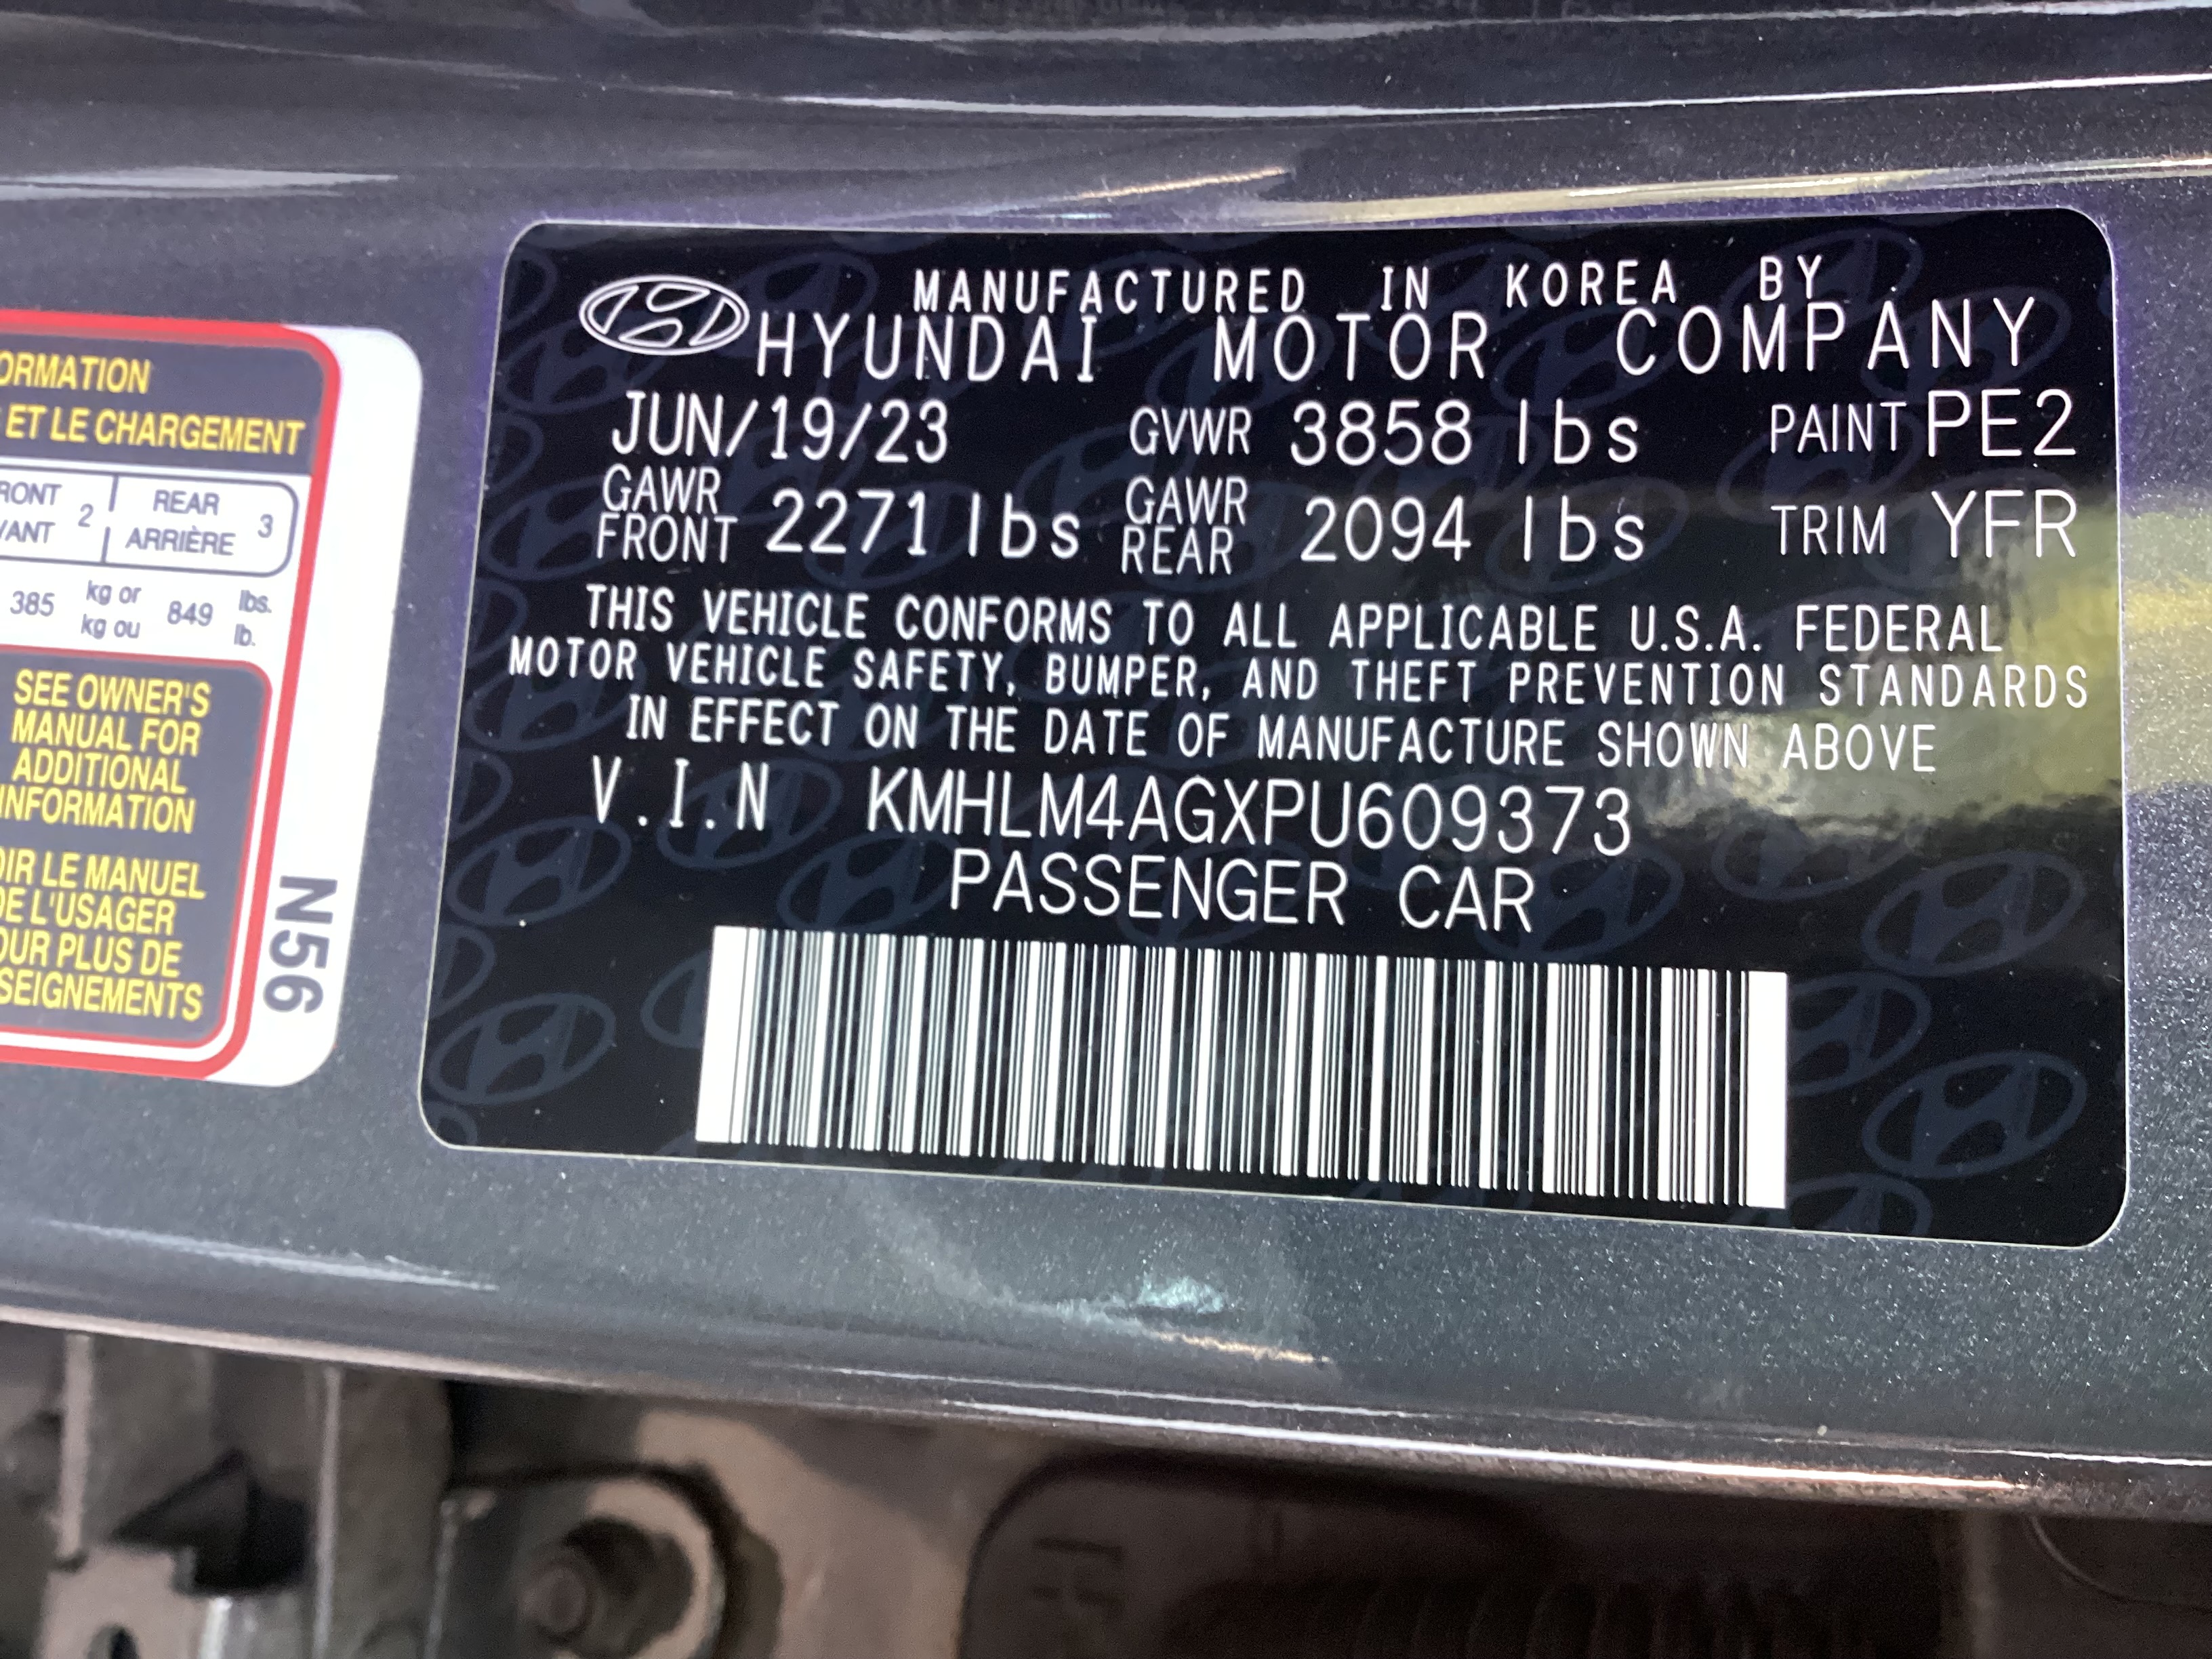 ORMATION
ET LE CHARGEMENT
RONT 2 REAR 3
VANT ARRIÈRE
385 kg or 849 lbs.
kg ou lb.
SEE OWNER'S
MANUAL FOR
ADDITIONAL
INFORMATION
OIR LE MANUEL
DE L'USAGER
OUR PLUS DE
SEIGNEMENTS
N56
MANUFACTURED IN KOREA BY
HYUNDAI MOTOR COMPANY
JUN/19/23 GVWR 3858 lbs PAINT PE2
GAWR FRONT 2271 lbs GAWR REAR 2094 lbs TRIM YFR
THIS VEHICLE CONFORMS TO ALL APPLICABLE U.S.A. FEDERAL
MOTOR VEHICLE SAFETY, BUMPER, AND THEFT PREVENTION STANDARDS
IN EFFECT ON THE DATE OF MANUFACTURE SHOWN ABOVE
V.I.N KMHLM4AGXPU609373
PASSENGER CAR